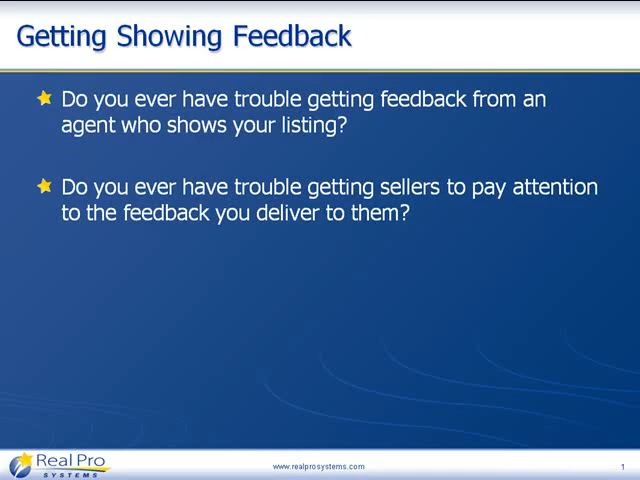 Getting Showing Feedback
Do you ever have trouble getting feedback from an
agent who shows your listing?
Do you ever have trouble getting sellers to pay attention
to the feedback you deliver to them?
Real Pro
SYSTEMS
www.realprosystems.com
1